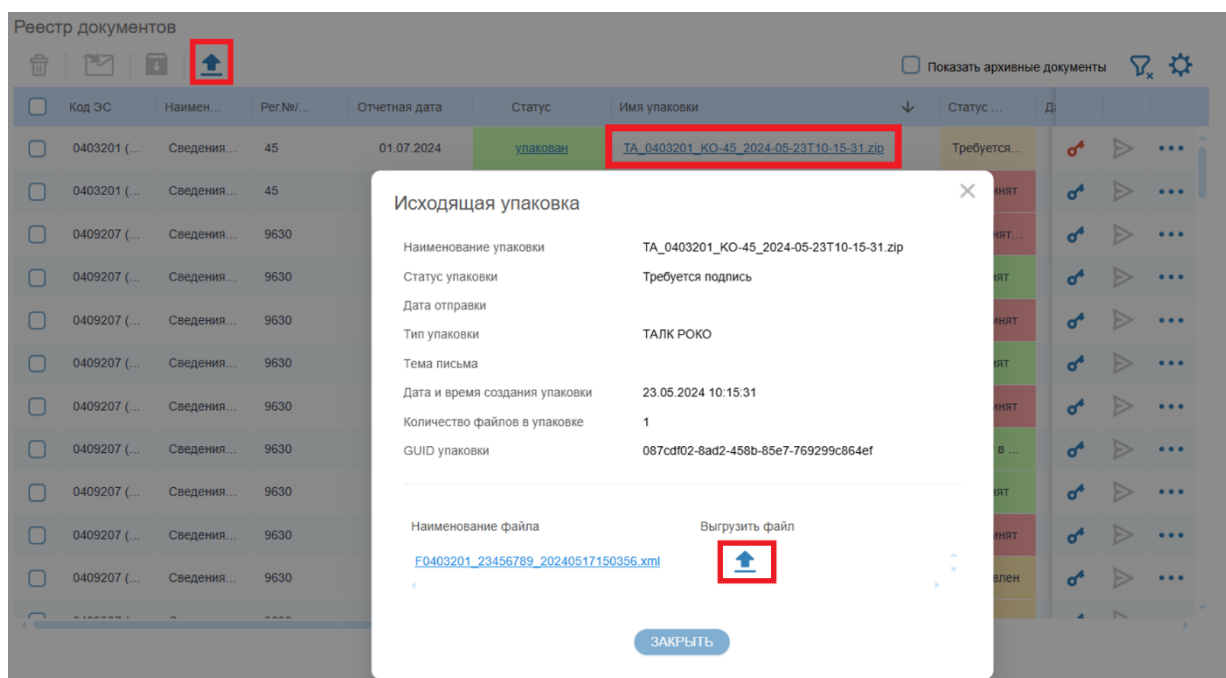 Реестр документов
Показать архивные документы
Код ЭС Наимен... Рег.№/... Отчетная дата Статус Имя упаковки Статус ...
0403201 (... Сведения... 45 01.07.2024 упакован TA_0403201_KO-45_2024-05-23T10-15-31.zip Требуется...
0403201 (... Сведения... 45
0409207 (... Сведения... 9630
0409207 (... Сведения... 9630
0409207 (... Сведения... 9630
0409207 (... Сведения... 9630
0409207 (... Сведения... 9630
0409207 (... Сведения... 9630 в ...
0409207 (... Сведения... 9630
0409207 (... Сведения... 9630
0409207 (... Сведения... 9630
Исходящая упаковка
Наименование упаковки TA_0403201_KO-45_2024-05-23T10-15-31.zip
Статус упаковки Требуется подпись
Дата отправки
Тип упаковки ТАЛК РОКО
Тема письма
Дата и время создания упаковки 23.05.2024 10:15:31
Количество файлов в упаковке 1
GUID упаковки 087cdf02-8ad2-458b-85e7-769299c864ef
Наименование файла Выгрузить файл
F0403201_23456789_20240517150356.xml
ЗАКРЫТЬ